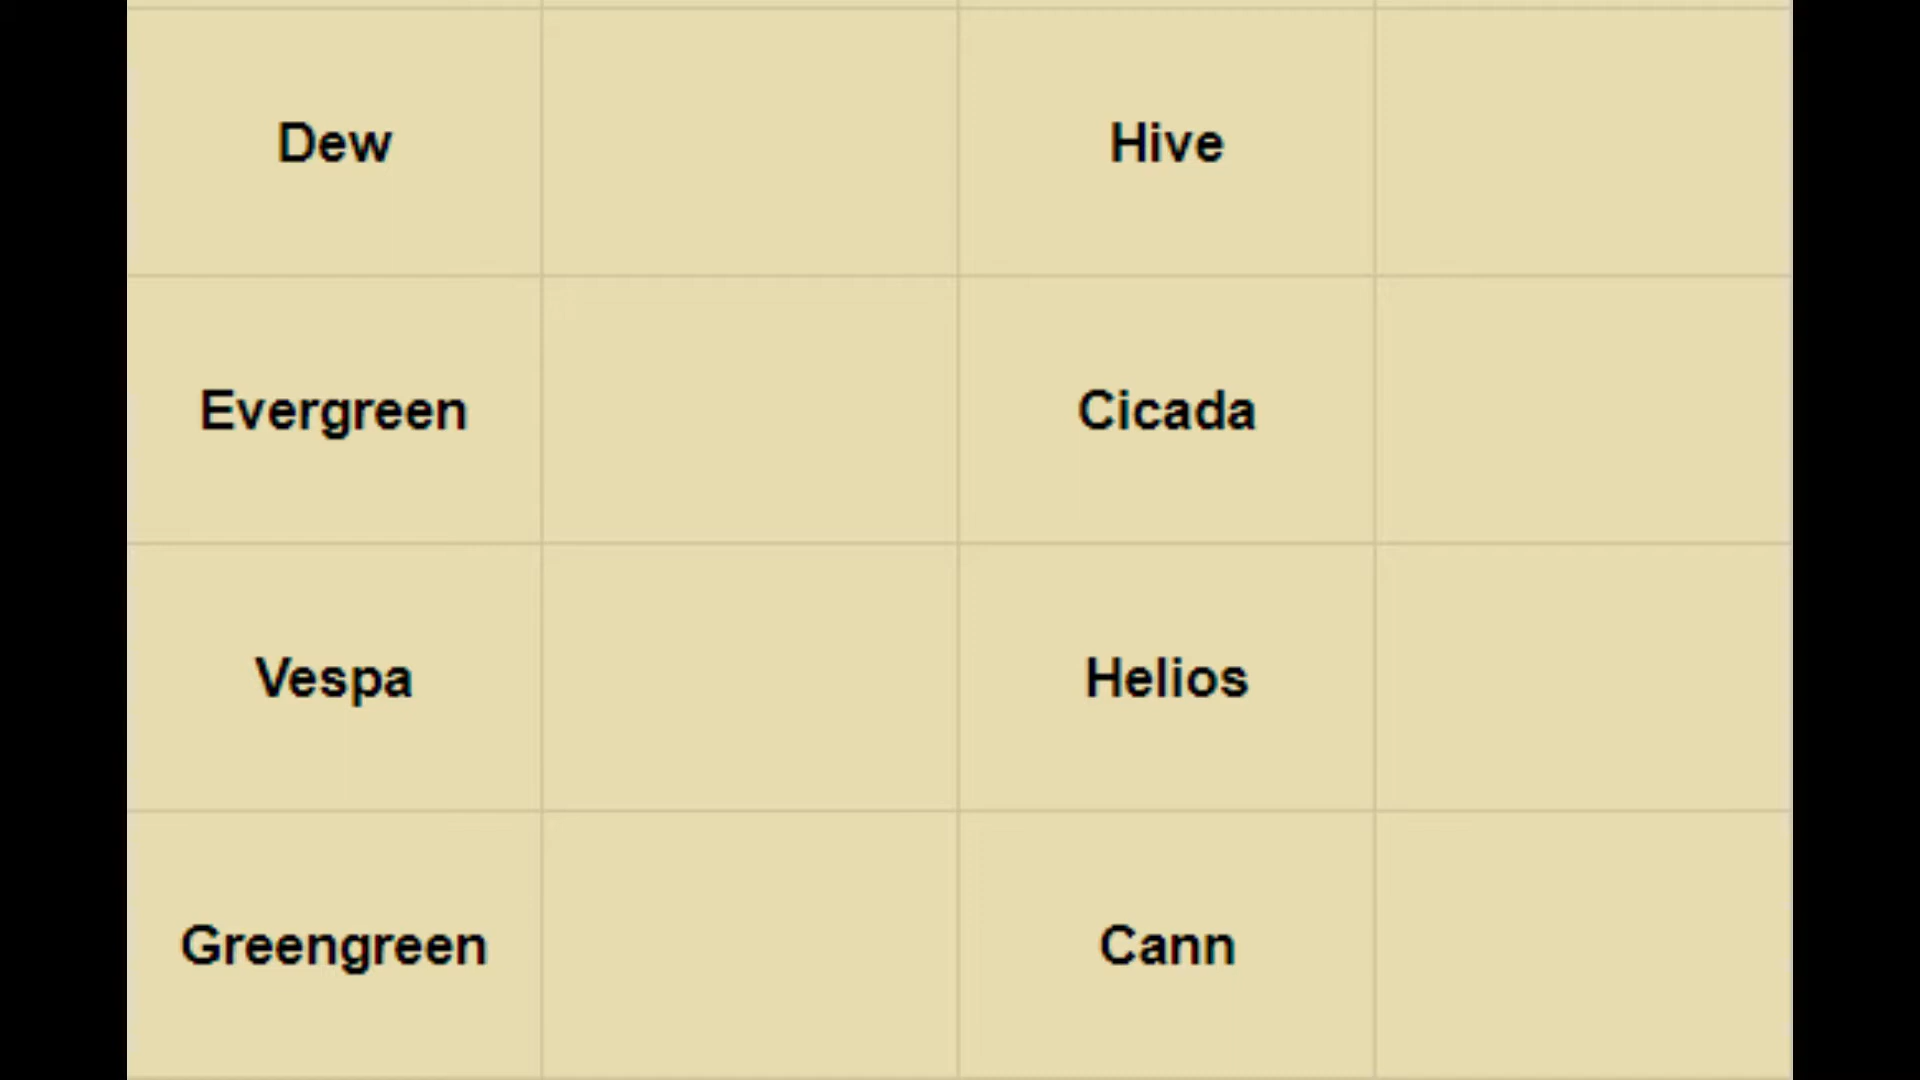 Dew
Hive
Evergreen
Cicada
Vespa
Helios
Greengreen
Cann